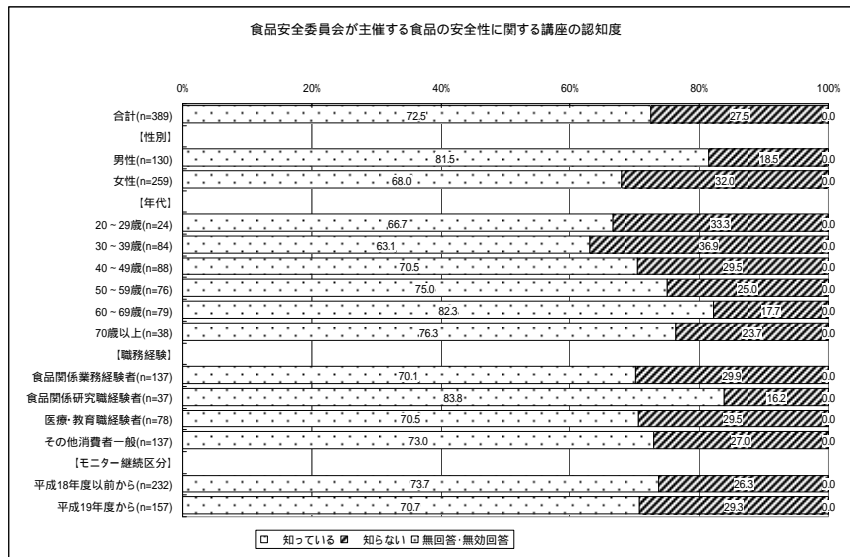 食品安全委員会が主催する食品の安全性に関する講座の認知度
0% 20% 40% 60% 80% 100%
合計(n=389) 72.5 27.5 0.0
【性別】
男性(n=130) 81.5 18.5 0.0
女性(n=259) 68.0 32.0 0.0
【年代】
20~29歳(n=24) 66.7 33.3 0.0
30~39歳(n=84) 63.1 36.9 0.0
40~49歳(n=88) 70.5 29.5 0.0
50~59歳(n=76) 75.0 25.0 0.0
60~69歳(n=79) 82.3 17.7 0.0
70歳以上(n=38) 76.3 23.7 0.0
【職務経験】
食品関係業務経験者(n=137) 70.1 29.9 0.0
食品関係研究職経験者(n=37) 83.8 16.2 0.0
医療・教育職経験者(n=78) 70.5 29.5 0.0
その他消費者一般(n=137) 73.0 27.0 0.0
【モニター継続区分】
平成18年度以前から(n=232) 73.7 26.3 0.0
平成19年度から(n=157) 70.7 29.3 0.0
知っている 知らない 無回答・無効回答